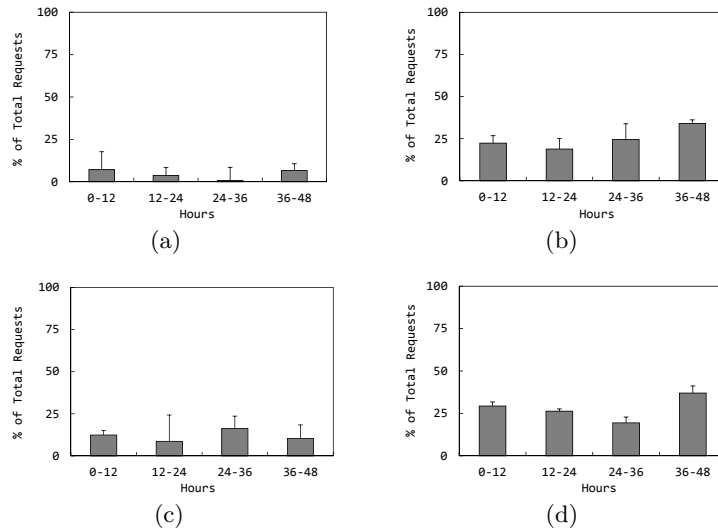 100
75
50
25
0
% of Total Requests
0-12 12-24 24-36 36-48
Hours
(a)
100
75
50
25
0
% of Total Requests
0-12 12-24 24-36 36-48
Hours
(b)
100
75
50
25
0
% of Total Requests
0-12 12-24 24-36 36-48
Hours
(c)
100
75
50
25
0
% of Total Requests
0-12 12-24 24-36 36-48
Hours
(d)